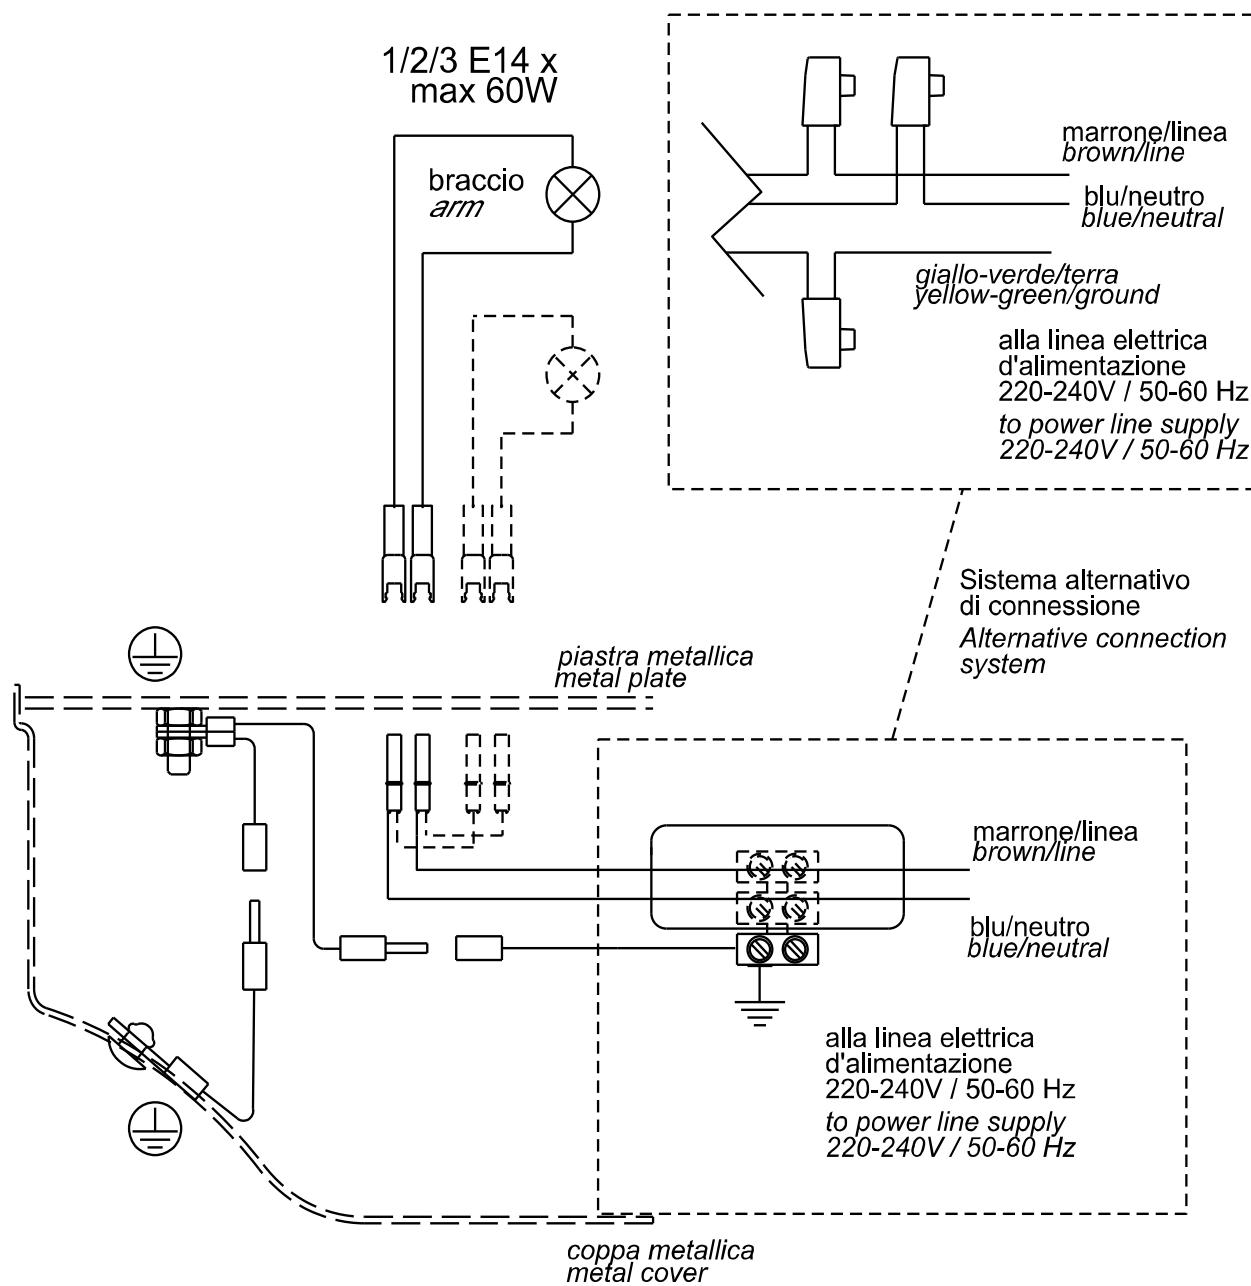 1/2/3 E14 x
max 60W
braccio
arm
marrone/linea
brown/line
blu/neutro
blue/neutral
giallo-verde/terra
yellow-green/ground
alla linea elettrica
d'alimentazione
220-240V / 50-60 Hz
to power line supply
220-240V / 50-60 Hz
Sistema alternativo
di connessione
Alternative connection
system
piastra metallica
metal plate
marrone/linea
brown/line
blu/neutro
blue/neutral
alla linea elettrica
d'alimentazione
220-240V / 50-60 Hz
to power line supply
220-240V / 50-60 Hz
coppa metallica
metal cover